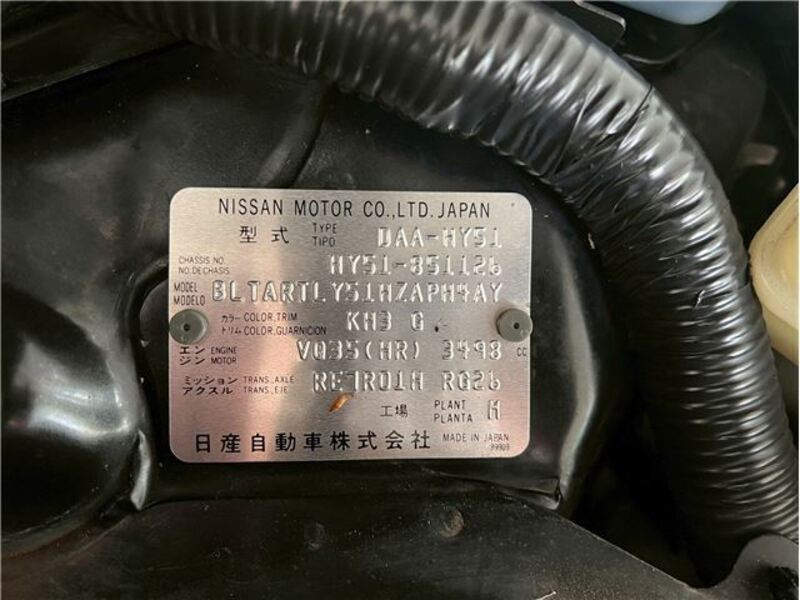 NISSAN MOTOR CO.,LTD. JAPAN
型式 TYPE TIPO DAA-HY51
CHASSIS NO. NO.DE CHASIS HY51-851126
MODEL MODELO BLTARTLY51HZAPH4AY
カラー COLOR,TRIM トリム COLOR,GUARNICION KH3 G
エンジン ENGINE MOTOR VQ35(HR) 3498 CC
ミッション TRANS.,AXLE アクスル TRANS.,EJE RE7R01H RG26
工場 PLANT PLANTA H
日産自動車株式会社 MADE IN JAPAN